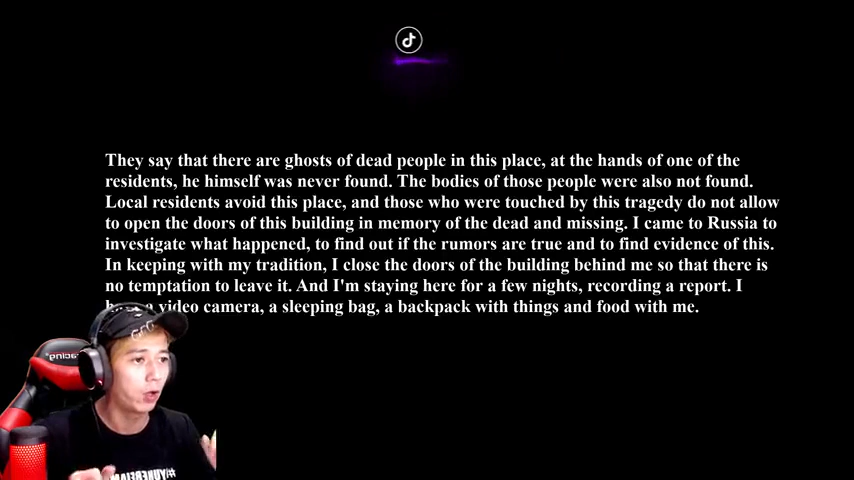 They say that there are ghosts of dead people in this place, at the hands of one of the
residents, he himself was never found. The bodies of those people were also not found.
Local residents avoid this place, and those who were touched by this tragedy do not allow
to open the doors of this building in memory of the dead and missing. I came to Russia to
investigate what happened, to find out if the rumors are true and to find evidence of this.
In keeping with my tradition, I close the doors of the building behind me so that there is
no temptation to leave it. And I'm staying here for a few nights, recording a report. I
a video camera, a sleeping bag, a backpack with things and food with me.